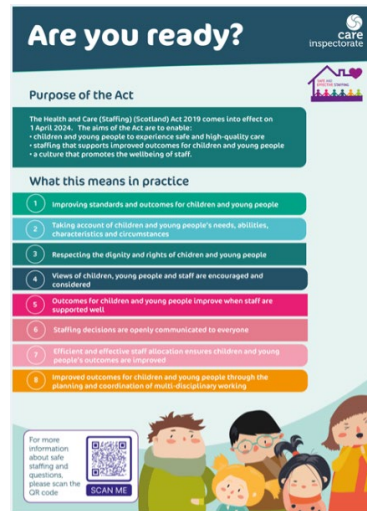 Are you ready?
care
inspectorate
SAFE AND
EFFECTIVE STAFFING
Purpose of the Act
The Health and Care (Staffing) (Scotland) Act 2019 comes into effect on
1 April 2024. The aims of the Act are to enable:
• children and young people to experience safe and high-quality care
• staffing that supports improved outcomes for children and young people
• a culture that promotes the wellbeing of staff.
What this means in practice
1 Improving standards and outcomes for children and young people
2 Taking account of children and young people's needs, abilities,
characteristics and circumstances
3 Respecting the dignity and rights of children and young people
4 Views of children, young people and staff are encouraged and
considered
5 Outcomes for children and young people improve when staff are
supported well
6 Staffing decisions are openly communicated to everyone
7 Efficient and effective staff allocation ensures children and young
people's outcomes are improved
8 Improved outcomes for children and young people through the
planning and coordination of multi-disciplinary working
For more
information
about safe
staffing and
questions,
please scan the
QR code
SCAN ME